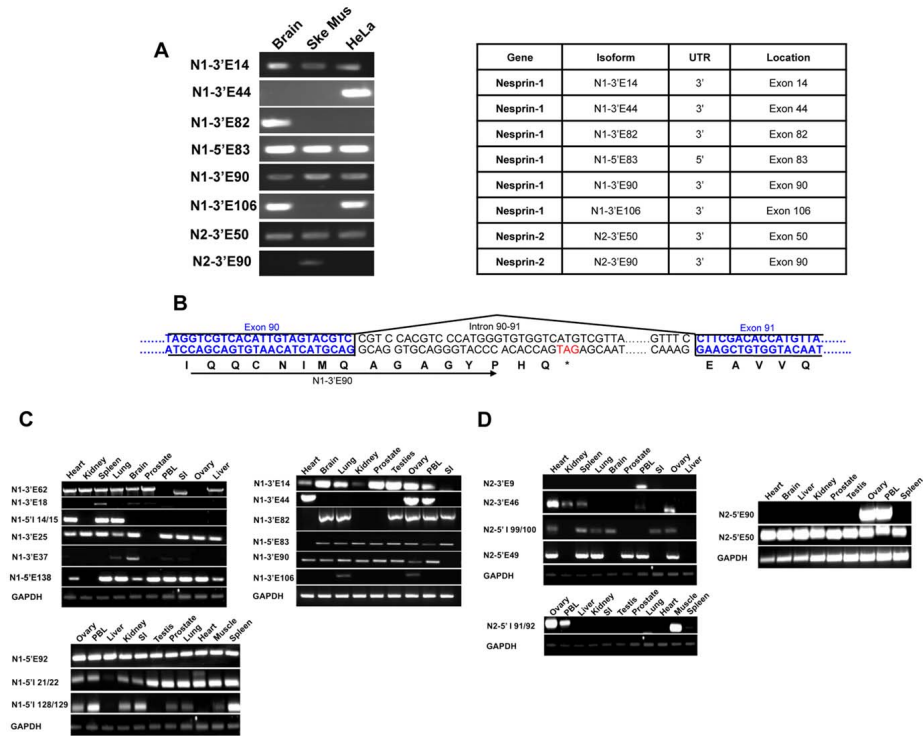 A
Brain Ske Mus HeLa
N1-3'E14
N1-3'E44
N1-3'E82
N1-5'E83
N1-3'E90
N1-3'E106
N2-3'E50
N2-3'E90
Gene Isoform UTR Location
Nesprin-1 N1-3'E14 3' Exon 14
Nesprin-1 N1-3'E44 3' Exon 44
Nesprin-1 N1-3'E82 3' Exon 82
Nesprin-1 N1-5'E83 5' Exon 83
Nesprin-1 N1-3'E90 3' Exon 90
Nesprin-1 N1-3'E106 3' Exon 106
Nesprin-2 N2-3'E50 3' Exon 50
Nesprin-2 N2-3'E90 3' Exon 90
B
Exon 90 Intron 90-91 Exon 91
.......TAGGTCGTCACATTGTAGTACGTC CGTC CACGTC CCATGGGTGTGGTCATCTCGTTA......GTTTC CTTCGACACCATGTTA.......
.......ATCCAGCAGTGTAACATCATGCAG GCAG GTGCAGGGTACCC ACACCAGTAGAGCAAT CAAAG GAAGCTGTGGTACAAT.......
I Q Q C N I M Q A G A G Y P H Q * E A V V Q
N1-3'E90
C
Heart Kidney Spleen Lung Brain Prostate PBL SI Ovary Liver
N1-3'E62
N1-3'E18
N1-5'I 14/15
N1-3'E25
N1-3'E37
N1-5'E138
GAPDH
Heart Brain Lung Kidney Prostate Testies Ovary PBL SI
N1-3'E14
N1-3'E44
N1-3'E82
N1-5'E83
N1-3'E90
N1-3'E106
GAPDH
Ovary PBL Liver Kidney SI Testis Prostate Lung Heart Muscle Spleen
N1-5'E92
N1-5'I 21/22
N1-5'I 128/129
GAPDH
D
Heart Kidney Spleen Lung Brain Prostate PBL SI Ovary Liver
N2-3'E9
N2-3'E46
N2-5' I 99/100
N2-5'E49
GAPDH
Heart Brain Liver Kidney Prostate Testis Ovary PBL Spleen
N2-5'E90
N2-5'E50
GAPDH
Ovary PBL Liver Kidney SI Testis Prostate Lung Heart Muscle Spleen
N2-5' I 91/92
GAPDH